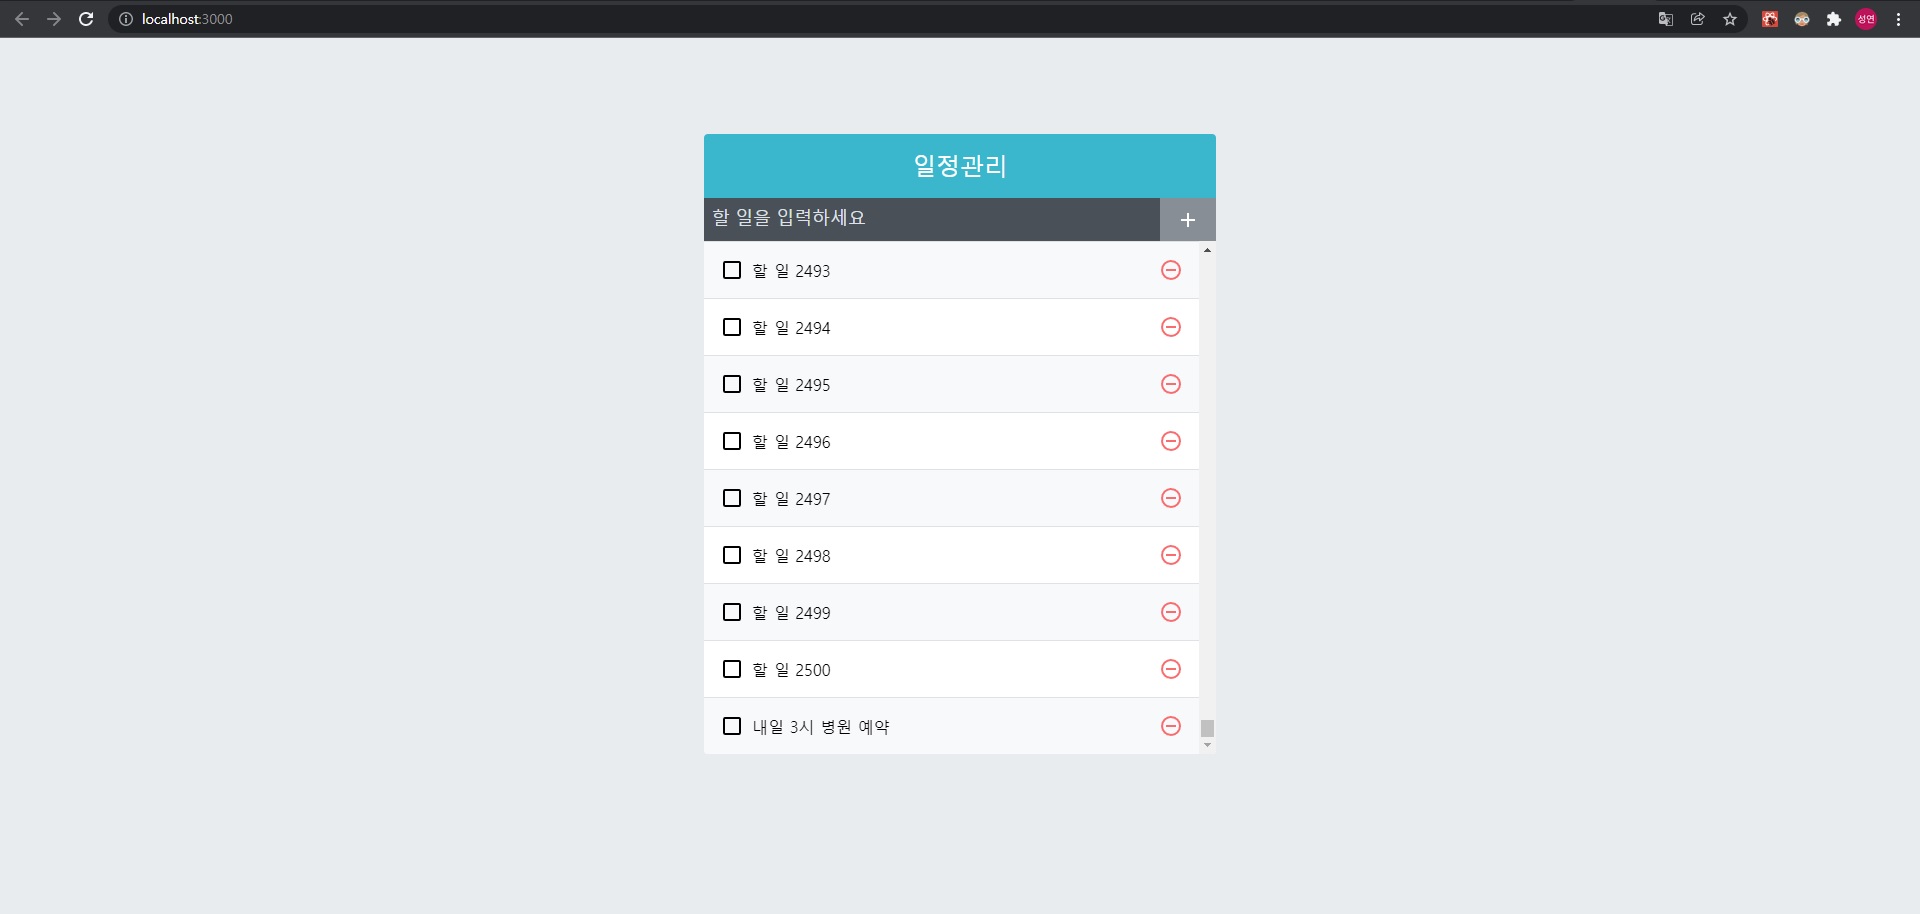 localhost:3000
성연
일정관리
할 일을 입력하세요
할 일 2493
할 일 2494
할 일 2495
할 일 2496
할 일 2497
할 일 2498
할 일 2499
할 일 2500
내일 3시 병원 예약